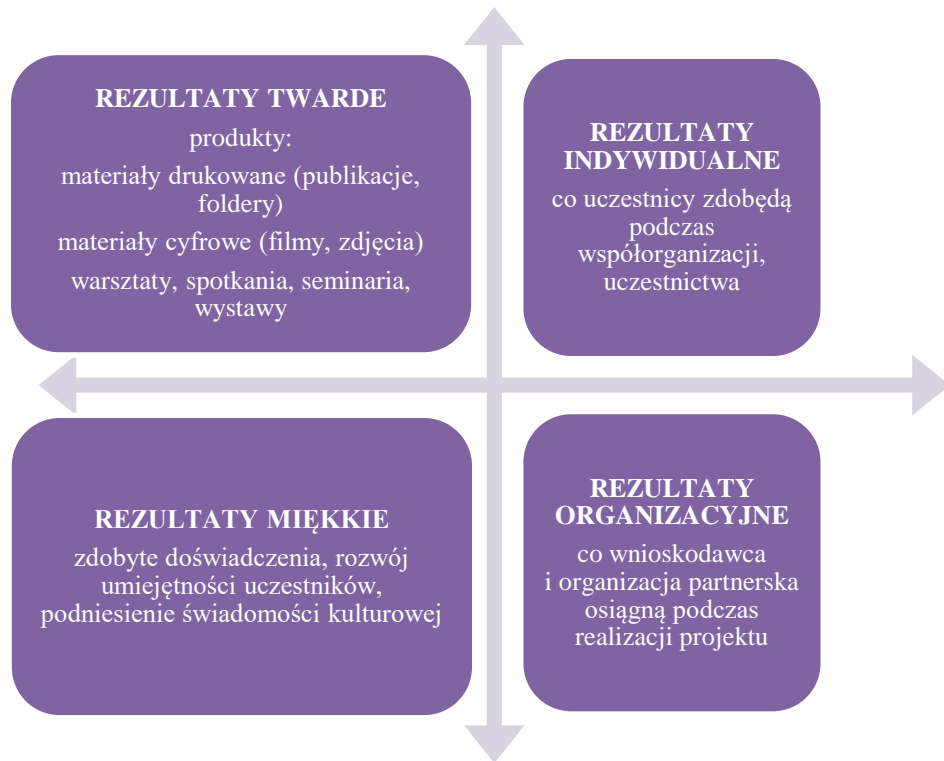 REZULTATY TWARDE
produkty:
materiały drukowane (publikacje,
foldery)
materiały cyfrowe (filmy, zdjęcia)
warsztaty, spotkania, seminaria,
wystawy
REZULTATY
INDYWIDUALNE
co uczestnicy zdobędą
podczas
współorganizacji,
uczestnictwa
REZULTATY MIĘKKIE
zdobyte doświadczenia, rozwój
umiejętności uczestników,
podniesienie świadomości kulturowej
REZULTATY
ORGANIZACYJNE
co wnioskodawca
i organizacja partnerska
osiągną podczas
realizacji projektu